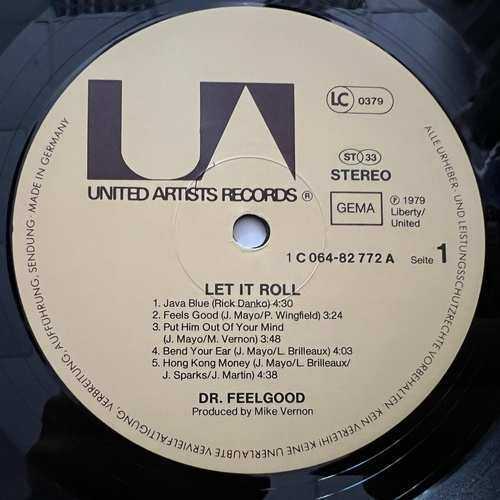 UA
UNITED ARTISTS RECORDS ®
LC 0379
ST 33
STEREO
GEMA
℗ 1979
Liberty/
United
1 C 064-82 772 A Seite 1
LET IT ROLL
1. Java Blue (Rick Danko) 4:30
2. Feels Good (J. Mayo/P. Wingfield) 3:24
3. Put Him Out Of Your Mind
(J. Mayo/M. Vernon) 3:48
4. Bend Your Ear (J. Mayo/L. Brilleaux) 4:03
5. Hong Kong Money (J. Mayo/L. Brilleaux/
J. Sparks/J. Martin) 4:38
DR. FEELGOOD
Produced by Mike Vernon
ALLE URHEBER- UND LEISTUNGSSCHUTZRECHTE VORBEHALTEN. KEIN VERLEIH! KEINE UNERLAUBTE VERVIELFÄLTIGUNG, VERBREITUNG, AUFFÜHRUNG, SENDUNG · MADE IN GERMANY